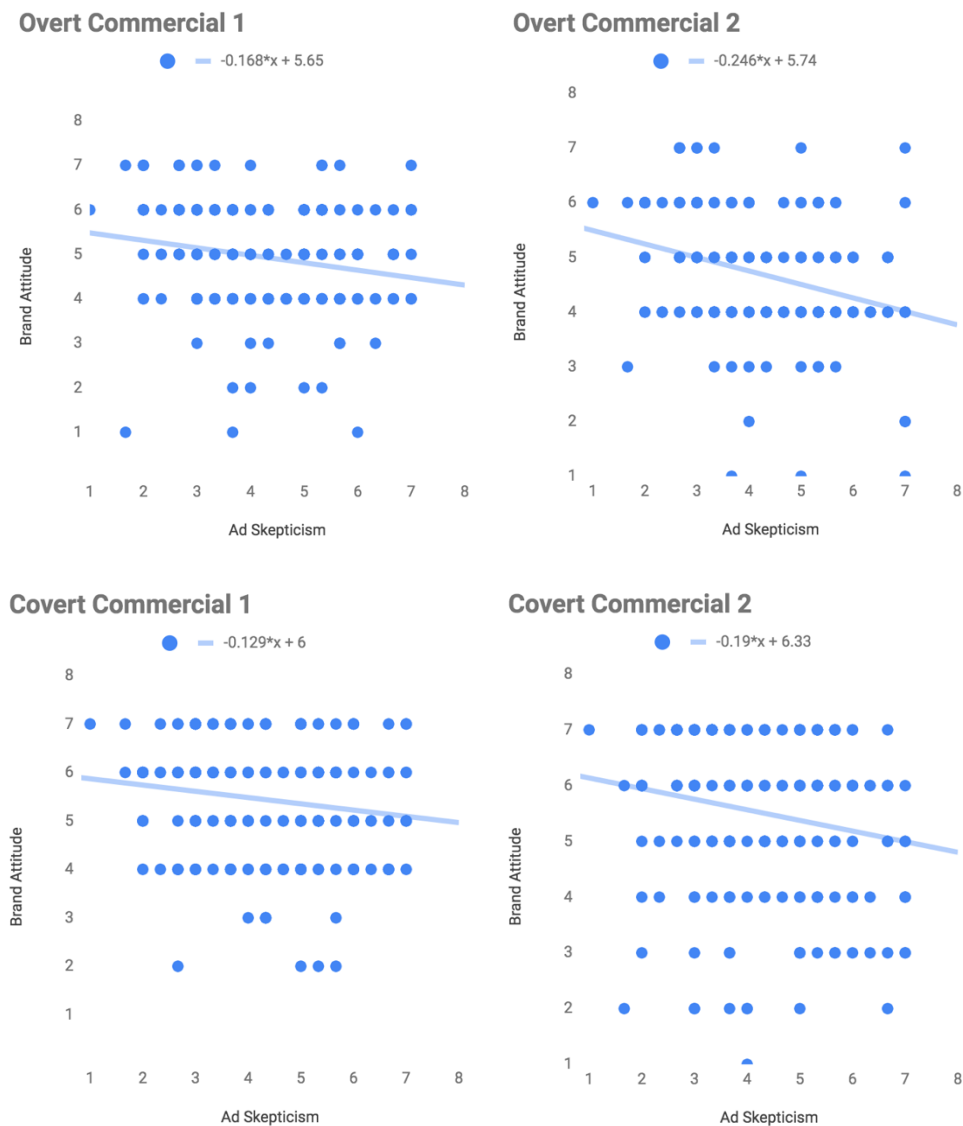 Overt Commercial 1
-0.168*x + 5.65
8
7
6
5
4
3
2
1
Brand Attitude
1 2 3 4 5 6 7 8
Ad Skepticism
Overt Commercial 2
-0.246*x + 5.74
8
7
6
5
4
3
2
1
Brand Attitude
1 2 3 4 5 6 7 8
Ad Skepticism
Covert Commercial 1
-0.129*x + 6
8
7
6
5
4
3
2
1
Brand Attitude
1 2 3 4 5 6 7 8
Ad Skepticism
Covert Commercial 2
-0.19*x + 6.33
8
7
6
5
4
3
2
1
Brand Attitude
1 2 3 4 5 6 7 8
Ad Skepticism